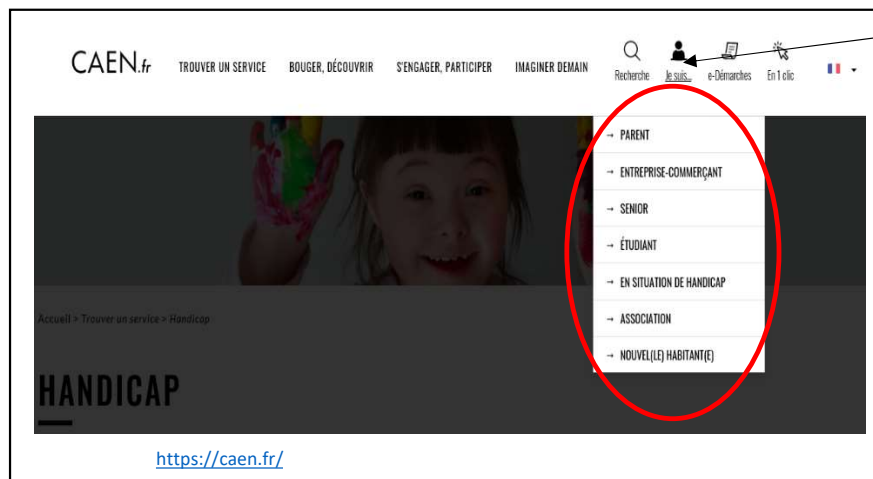 CAEN.fr TROUVER UN SERVICE BOUGER, DÉCOUVRIR S'ENGAGER, PARTICIPER IMAGINER DEMAIN Recherche Je suis... e-Démarches En 1 clic
→ PARENT
→ ENTREPRISE-COMMERÇANT
→ SENIOR
→ ÉTUDIANT
→ EN SITUATION DE HANDICAP
→ ASSOCIATION
→ NOUVEL(LE) HABITANT(E)
Accueil > Trouver un service > Handicap
HANDICAP
https://caen.fr/